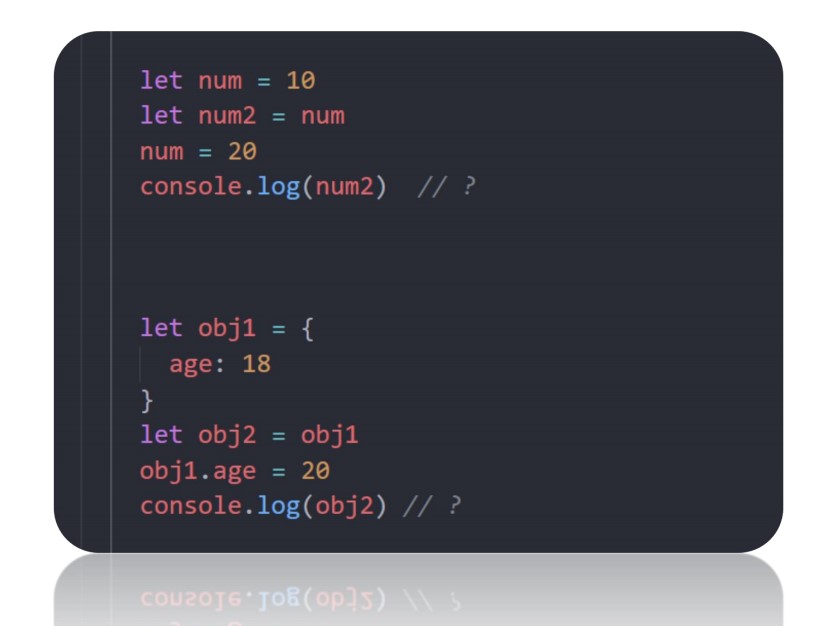 let num = 10
let num2 = num
num = 20
console.log(num2)  // ?
let obj1 = {
  age: 18
}
let obj2 = obj1
obj1.age = 20
console.log(obj2) // ?